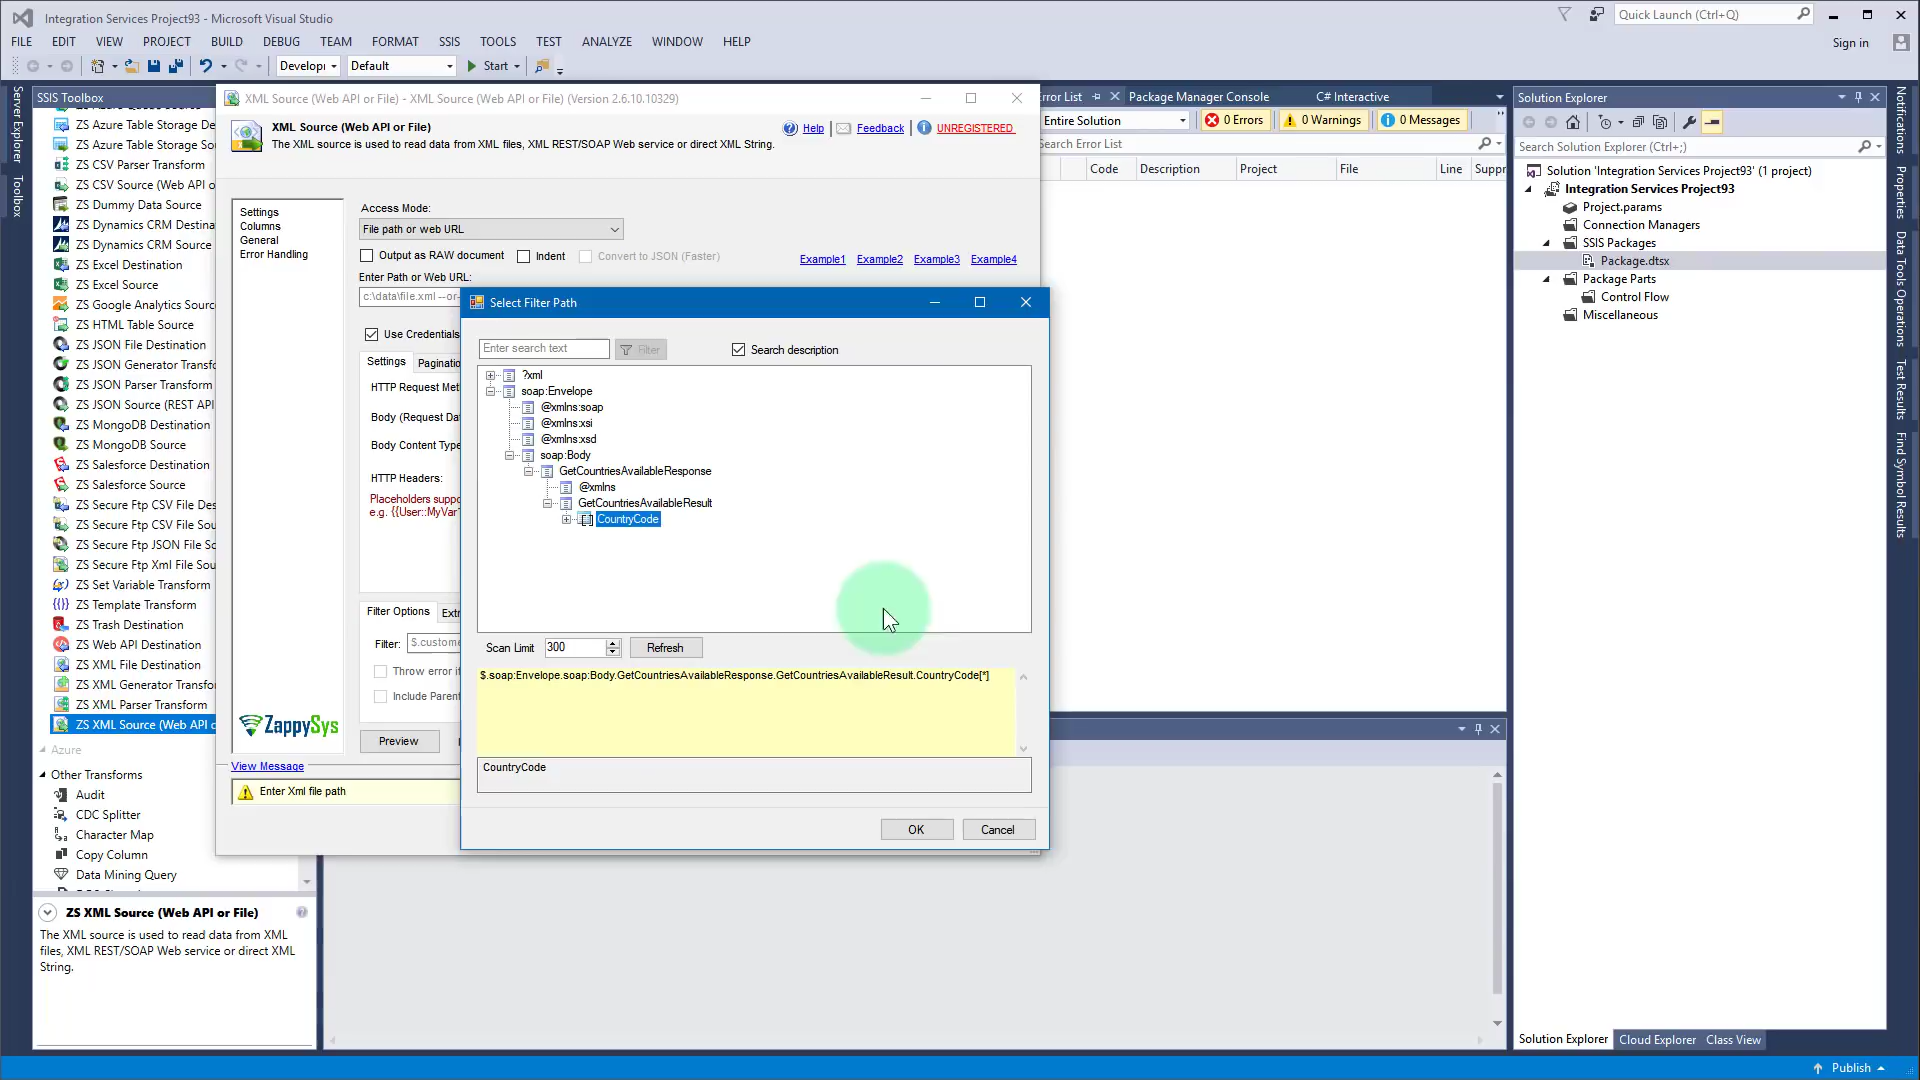 Integration Services Project93 - Microsoft Visual Studio
Quick Launch (Ctrl+Q)
FILE EDIT VIEW PROJECT BUILD DEBUG TEAM FORMAT SSIS TOOLS TEST ANALYZE WINDOW HELP
Sign in
Develop Default Start
Server Explorer
Toolbox
SSIS Toolbox
ZS Azure Table Storage De
ZS Azure Table Storage So
ZS CSV Parser Transform
ZS CSV Source (Web API o
ZS Dummy Data Source
ZS Dynamics CRM Destina
ZS Dynamics CRM Source
ZS Excel Destination
ZS Excel Source
ZS Google Analytics Source
ZS HTML Table Source
ZS JSON File Destination
ZS JSON Generator Transf
ZS JSON Parser Transform
ZS JSON Source (REST API
ZS MongoDB Destination
ZS MongoDB Source
ZS Salesforce Destination
ZS Salesforce Source
ZS Secure Ftp CSV File Des
ZS Secure Ftp CSV File Sou
ZS Secure Ftp JSON File Sc
ZS Secure Ftp Xml File Sou
ZS Set Variable Transform
ZS Template Transform
ZS Trash Destination
ZS Web API Destination
ZS XML File Destination
ZS XML Generator Transfe
ZS XML Parser Transform
ZS XML Source (Web API o
Azure
Other Transforms
Audit
CDC Splitter
Character Map
Copy Column
Data Mining Query
ZS XML Source (Web API or File)
The XML source is used to read data from XML
files, XML REST/SOAP Web service or direct XML
String.
XML Source (Web API or File) - XML Source (Web API or File) (Version 2.6.10.10329)
XML Source (Web API or File)
The XML source is used to read data from XML files, XML REST/SOAP Web service or direct XML String.
Help Feedback UNREGISTERED
Settings
Columns
General
Error Handling
Access Mode:
File path or web URL
Output as RAW document Indent Convert to JSON (Faster)
Example1 Example2 Example3 Example4
Enter Path or Web URL:
c:\data\file.xml --or-
Use Credentials
Settings Paginatio
HTTP Request Met
Body (Request Dat
Body Content Type
HTTP Headers:
Placeholders suppo
e.g. {{User::MyVar
Filter Options Extr
Filter: $.custome
Throw error if
Include Parent
ZappySys
Preview
View Message
Enter Xml file path
Select Filter Path
Enter search text Filter Search description
?xml
soap:Envelope
@xmlns:soap
@xmlns:xsi
@xmlns:xsd
soap:Body
GetCountriesAvailableResponse
@xmlns
GetCountriesAvailableResult
CountryCode
Scan Limit 300 Refresh
$.soap:Envelope.soap:Body.GetCountriesAvailableResponse.GetCountriesAvailableResult.CountryCode[*]
CountryCode
OK Cancel
rror List Package Manager Console C# Interactive
Entire Solution 0 Errors 0 Warnings 0 Messages
Search Error List
Code Description Project File Line Suppr
Solution Explorer
Search Solution Explorer (Ctrl+;)
Solution 'Integration Services Project93' (1 project)
Integration Services Project93
Project.params
Connection Managers
SSIS Packages
Package.dtsx
Package Parts
Control Flow
Miscellaneous
Solution Explorer Cloud Explorer Class View
Notifications
Properties
Data Tools Operations
Test Results
Find Symbol Results
Publish